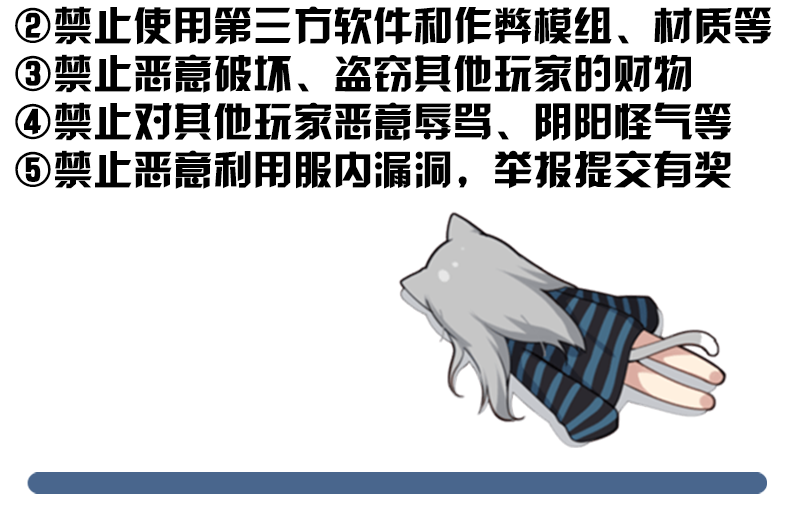 ②禁止使用第三方软件和作弊模组、材质等
③禁止恶意破坏、盗窃其他玩家的财物
④禁止对其他玩家恶意辱骂、阴阳怪气等
⑤禁止恶意利用服内漏洞，举报提交有奖